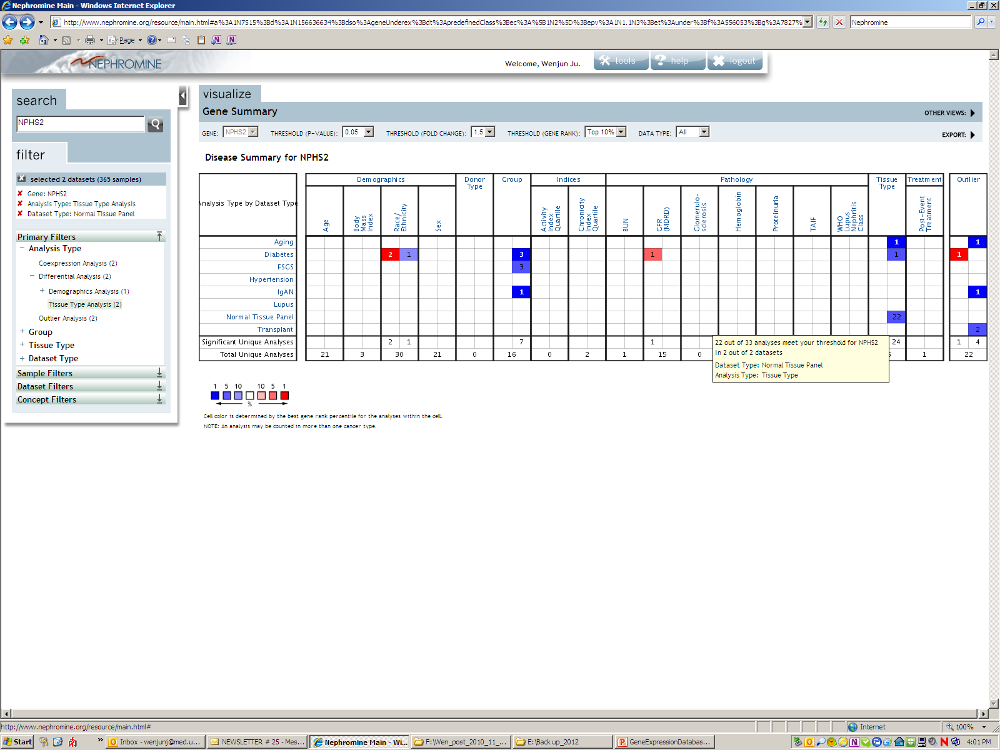 Nephromine Main - Windows Internet Explorer
http://www.nephromine.org/resource/main.html#a%3A1N7515%3Bd%3A1N156636634%3Bdso%3AgeneUnderex%3Bdt%3ApredefinedClass%3Bec%3A%5B1N2%5D%3Bepv%3A1N1.1N3%3Bet%3Aunder%3Bf%3A556053%3Bg%3A7827%
Nephromine
Page
NEPHROMINE
Welcome, Wenjun Ju.
tools
help
logout
search
NPHS2
filter
selected 2 datasets (365 samples)
Gene: NPHS2
Analysis Type: Tissue Type Analysis
Dataset Type: Normal Tissue Panel
Primary Filters
Analysis Type
Coexpression Analysis (2)
Differential Analysis (2)
Demographics Analysis (1)
Tissue Type Analysis (2)
Outlier Analysis (2)
Group
Tissue Type
Dataset Type
Sample Filters
Dataset Filters
Concept Filters
visualize
Gene Summary
OTHER VIEWS:
GENE: NPHS2 THRESHOLD (P-VALUE): 0.05 THRESHOLD (FOLD CHANGE): 1.5 THRESHOLD (GENE RANK): Top 10% DATA TYPE: All
EXPORT:
Disease Summary for NPHS2
Analysis Type by Dataset Type
Demographics Donor Type Group Indices Pathology Tissue Type Treatment Outlier
Age Body Mass Index Race/Ethnicity Sex Activity Index Quartile Chronicity Index Quartile BUN GFR (MDRD) Glomerulo-sclerosis Hemoglobin Proteinuria TAIF WHO Lupus Nephritis Class Post-Event Treatment
Aging 1 1
Diabetes 2 1 3 1 1 1
FSGS 3
Hypertension
IgAN 1 1
Lupus
Normal Tissue Panel 22
Transplant 2
Significant Unique Analyses 2 1 7 1 24 1 4
Total Unique Analyses 21 3 30 21 0 16 0 2 1 15 0 1 22
22 out of 33 analyses meet your threshold for NPHS2
In 2 out of 2 datasets
Dataset Type: Normal Tissue Panel
Analysis Type: Tissue Type
1 5 10 10 5 1
%
Cell color is determined by the best gene rank percentile for the analyses within the cell.
NOTE: An analysis may be counted in more than one cancer type.
http://www.nephromine.org/resource/main.html#
Internet
100%
Start
Inbox - wenjunj@med.u...
NEWSLETTER # 25 - Mes...
Nephromine Main - Wi...
F:\Wen_post_2010_11_...
E:\Back up_2012
GeneExpressionDatabas...
4:01 PM